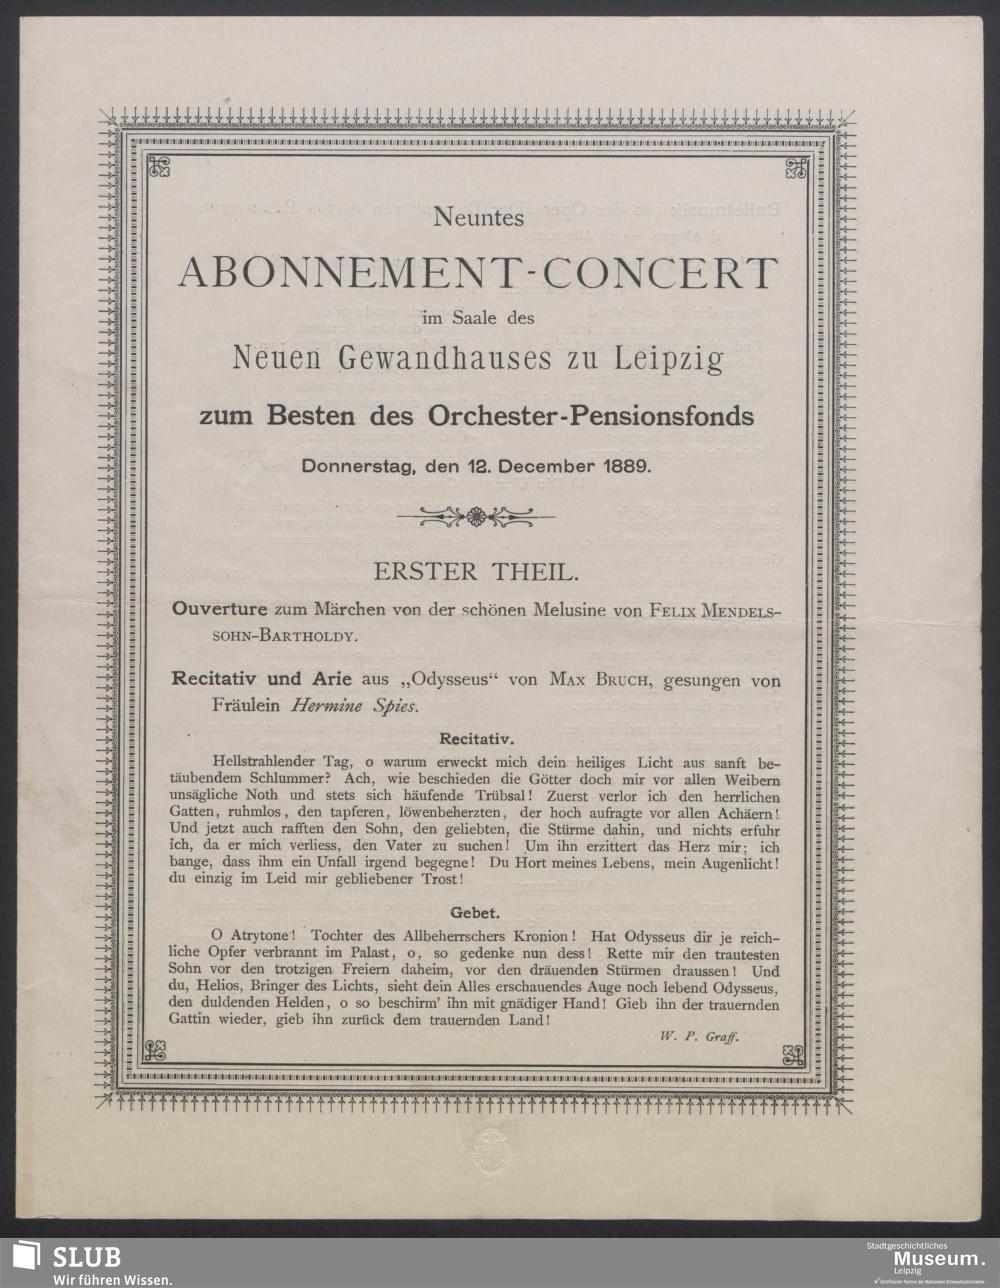 Neuntes
ABONNEMENT-CONCERT
im Saale des
Neuen Gewandhauses zu Leipzig
zum Besten des Orchester-Pensionsfonds
Donnerstag, den 12. December 1889.
ERSTER THEIL.
Ouverture zum Märchen von der schönen Melusine von FELIX MENDELS-
SOHN-BARTHOLDY.
Recitativ und Arie aus „Odysseus“ von MAX BRUCH, gesungen von
Fräulein Hermine Spies.
Recitativ.
Hellstrahlender Tag, o warum erweckt mich dein heiliges Licht aus sanft be-
täubendem Schlummer? Ach, wie beschieden die Götter doch mir vor allen Weibern
unsägliche Noth und stets sich häufende Trübsal! Zuerst verlor ich den herrlichen
Gatten, ruhmlos, den tapferen, löwenbeherzten, der hoch aufragte vor allen Achäern!
Und jetzt auch rafften den Sohn, den geliebten, die Stürme dahin, und nichts erfuhr
ich, da er mich verliess, den Vater zu suchen! Um ihn erzittert das Herz mir; ich
bange, dass ihm ein Unfall irgend begegne! Du Hort meines Lebens, mein Augenlicht!
du einzig im Leid mir gebliebener Trost!
Gebet.
O Atrytone! Tochter des Allbeherrschers Kronion! Hat Odysseus dir je reich-
liche Opfer verbrannt im Palast, o, so gedenke nun dess! Rette mir den trautesten
Sohn vor den trotzigen Freiern daheim, vor den dräuenden Stürmen draussen! Und
du, Helios, Bringer des Lichts, sieht dein Alles erschauendes Auge noch lebend Odysseus,
den duldenden Helden, o so beschirm' ihn mit gnädiger Hand! Gieb ihn der trauernden
Gattin wieder, gieb ihn zurück dem trauernden Land!
W. P. Graff.
SLUB
Wir führen Wissen.
Stadtgeschichtliches
Museum.
Leipzig
Zertifizierter Partner der Nationalen Klimaschutzinitiative